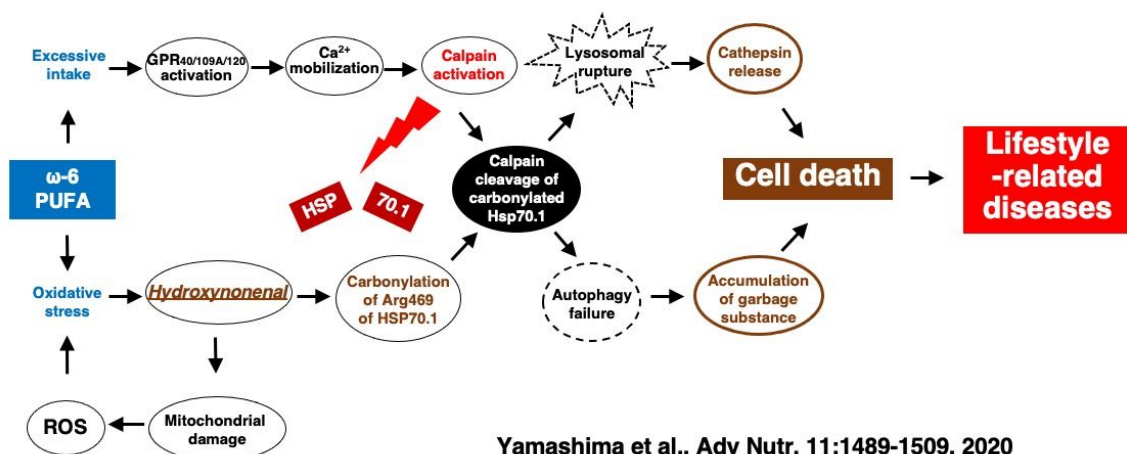 Excessive
intake
GPR40/109A/120
activation
Ca²⁺
mobilization
Calpain
activation
Lysosomal
rupture
Cathepsin
release
ω-6
PUFA
HSP
70.1
Calpain
cleavage of
carbonylated
Hsp70.1
Cell death
Lifestyle
-related
diseases
Oxidative
stress
Hydroxynonenal
Carbonylation
of Arg469
of HSP70.1
Autophagy
failure
Accumulation
of garbage
substance
ROS
Mitochondrial
damage
Yamashima et al., Adv Nutr. 11:1489-1509, 2020